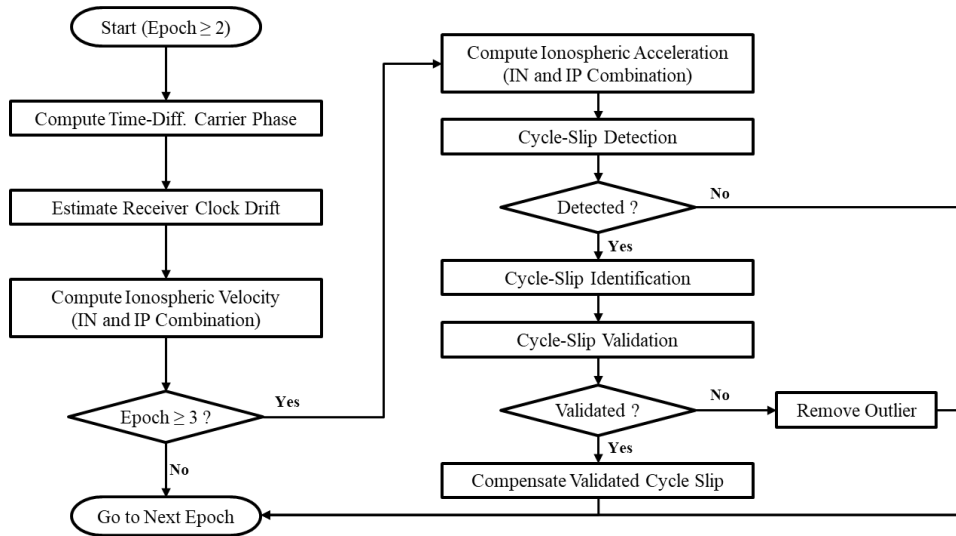 Start (Epoch ≥ 2)
Compute Time-Diff. Carrier Phase
Estimate Receiver Clock Drift
Compute Ionospheric Velocity
(IN and IP Combination)
Epoch ≥ 3 ?
Yes
No
Go to Next Epoch
Compute Ionospheric Acceleration
(IN and IP Combination)
Cycle-Slip Detection
Detected ?
No
Yes
Cycle-Slip Identification
Cycle-Slip Validation
Validated ?
No
Remove Outlier
Yes
Compensate Validated Cycle Slip